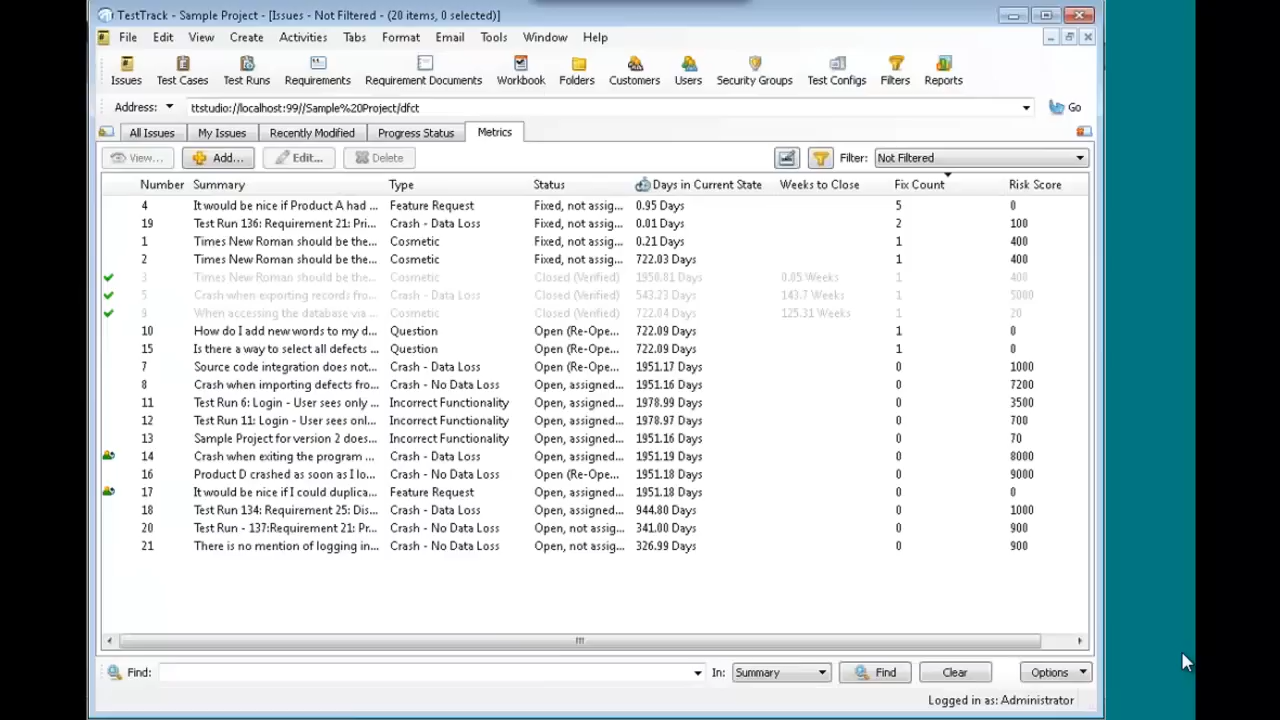 TestTrack - Sample Project - [Issues - Not Filtered - (20 items, 0 selected)]
File Edit View Create Activities Tabs Format Email Tools Window Help
Issues Test Cases Test Runs Requirements Requirement Documents Workbook Folders Customers Users Security Groups Test Configs Filters Reports
Address: ttstudio://localhost:99//Sample%20Project/dfct Go
All Issues My Issues Recently Modified Progress Status Metrics
View... Add... Edit... Delete Filter: Not Filtered
Number Summary Type Status Days in Current State Weeks to Close Fix Count Risk Score
4 It would be nice if Product A had ... Feature Request Fixed, not assig... 0.95 Days 5 0
19 Test Run 136: Requirement 21: Pri... Crash - Data Loss Fixed, not assig... 0.01 Days 2 100
1 Times New Roman should be the... Cosmetic Fixed, not assig... 0.21 Days 1 400
2 Times New Roman should be the... Cosmetic Fixed, not assig... 722.03 Days 1 400
3 Times New Roman should be the... Cosmetic Closed (Verified) 1950.81 Days 0.05 Weeks 1 400
5 Crash when exporting records fro... Crash - Data Loss Closed (Verified) 543.23 Days 143.7 Weeks 1 5000
9 When accessing the database via ... Cosmetic Closed (Verified) 722.04 Days 125.31 Weeks 1 20
10 How do I add new words to my d... Question Open (Re-Ope... 722.09 Days 1 0
15 Is there a way to select all defects ... Question Open (Re-Ope... 722.09 Days 1 0
7 Source code integration does not... Crash - Data Loss Open (Re-Ope... 1951.17 Days 0 1000
8 Crash when importing defects fro... Crash - No Data Loss Open, assigned... 1951.16 Days 0 7200
11 Test Run 6: Login - User sees only ... Incorrect Functionality Open, assigned... 1978.99 Days 0 3500
12 Test Run 11: Login - User sees onl... Incorrect Functionality Open, assigned... 1978.97 Days 0 700
13 Sample Project for version 2 does... Incorrect Functionality Open, assigned... 1951.16 Days 0 70
14 Crash when exiting the program ... Crash - Data Loss Open, assigned... 1951.19 Days 0 8000
16 Product D crashed as soon as I lo... Crash - No Data Loss Open (Re-Ope... 1951.18 Days 0 9000
17 It would be nice if I could duplica... Feature Request Open, assigned... 1951.18 Days 0 0
18 Test Run 134: Requirement 25: Dis... Crash - Data Loss Open, assigned... 944.80 Days 0 1000
20 Test Run - 137:Requirement 21: Pr... Crash - No Data Loss Open, not assig... 341.00 Days 0 900
21 There is no mention of logging in... Crash - No Data Loss Open, not assig... 326.99 Days 0 900
Find: In: Summary Find Clear Options
Logged in as: Administrator